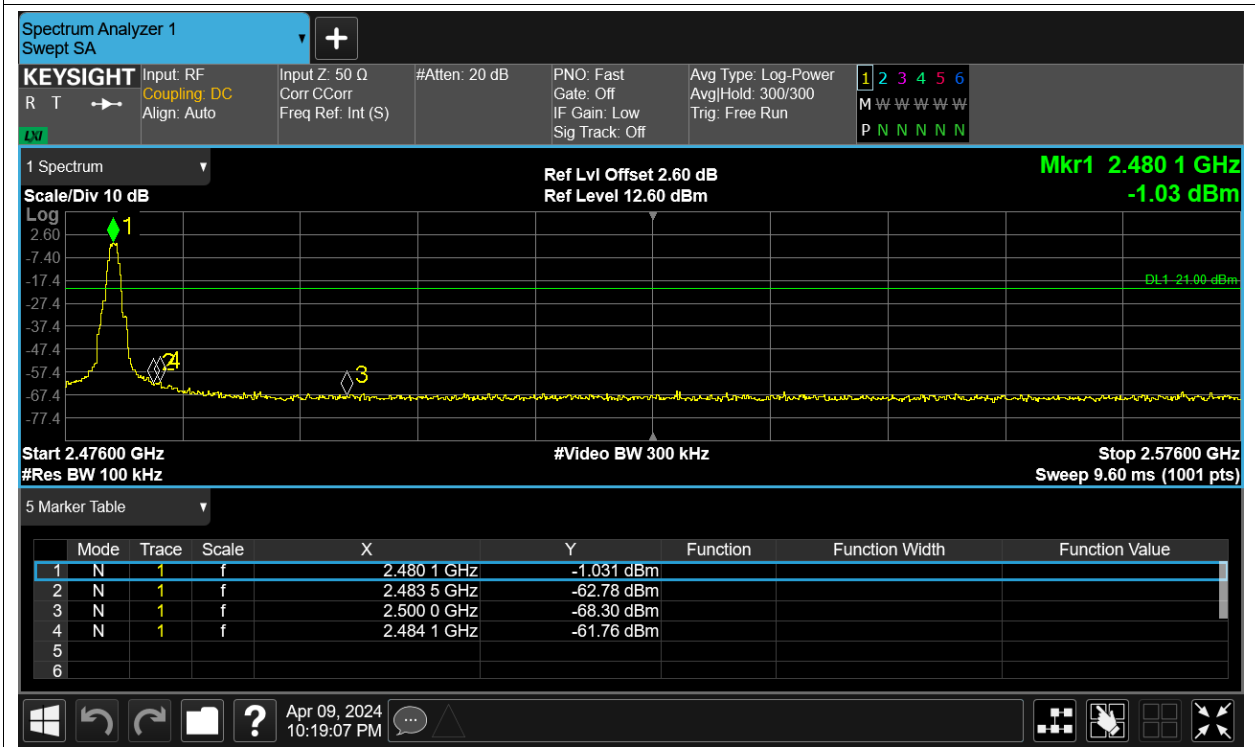 Spectrum Analyzer 1
Swept SA
KEYSIGHT
R T
LXI
Input: RF
Coupling: DC
Align: Auto
Input Z: 50 Ω
Corr CCorr
Freq Ref: Int (S)
#Atten: 20 dB
PNO: Fast
Gate: Off
IF Gain: Low
Sig Track: Off
Avg Type: Log-Power
Avg|Hold: 300/300
Trig: Free Run
1 2 3 4 5 6
M W W W W W
P N N N N N
1 Spectrum
Scale/Div 10 dB
Ref Lvl Offset 2.60 dB
Ref Level 12.60 dBm
Mkr1 2.480 1 GHz
-1.03 dBm
Log
2.60
-7.40
-17.4
-27.4
-37.4
-47.4
-57.4
-67.4
-77.4
1
2
4
3
DL1 -21.00 dBm
Start 2.47600 GHz
#Video BW 300 kHz
Stop 2.57600 GHz
#Res BW 100 kHz
Sweep 9.60 ms (1001 pts)
5 Marker Table
Mode Trace Scale X Y Function Function Width Function Value
1 N 1 f 2.480 1 GHz -1.031 dBm
2 N 1 f 2.483 5 GHz -62.78 dBm
3 N 1 f 2.500 0 GHz -68.30 dBm
4 N 1 f 2.484 1 GHz -61.76 dBm
5
6
?
Apr 09, 2024
10:19:07 PM